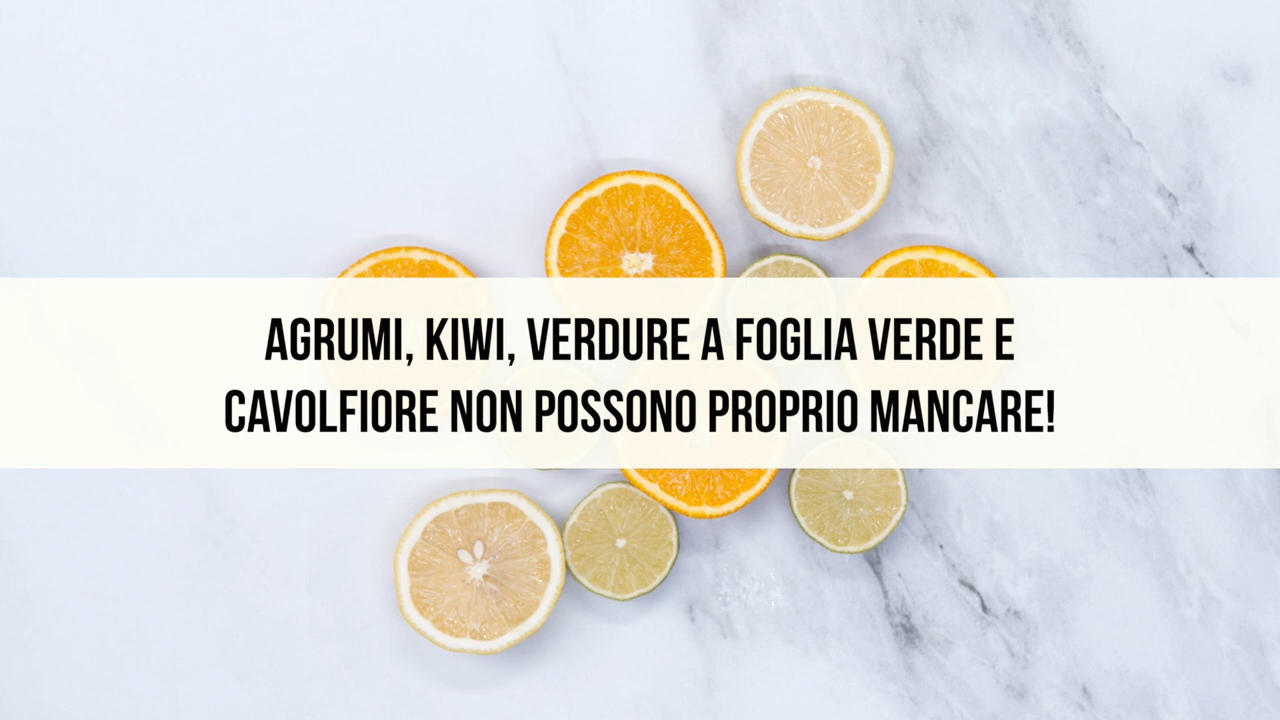 AGRUMI, KIWI, VERDURE A FOGLIA VERDE E
CAVOLFIORE NON POSSONO PROPRIO MANCARE!